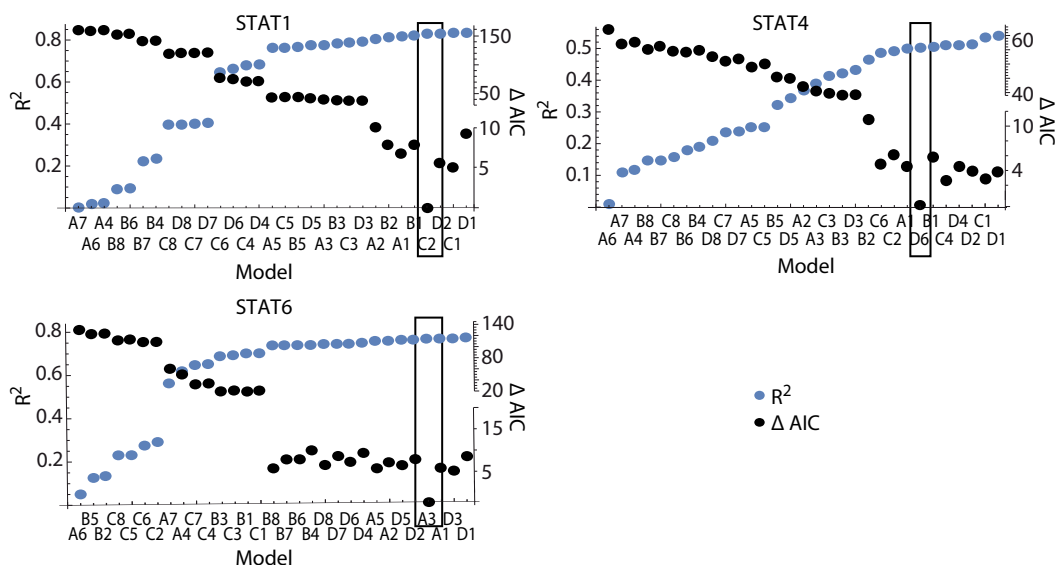 STAT1
0.8
0.6
0.4
0.2
R²
150
50
10
5
Δ AIC
A7 A4 B6 B4 D8 D7 D6 D4 C5 D5 B3 D3 B2 B1 D2 D1
A6 B8 B7 C8 C7 C6 C4 A5 B5 A3 C3 A2 A1 C2 C1
Model
STAT4
0.5
0.4
0.3
0.2
0.1
R²
60
40
10
4
Δ AIC
A7 B8 C8 B4 C7 A5 B5 A2 C3 D3 C6 A1 B1 D4 C1
A6 A4 B7 B6 D8 D7 C5 D5 A3 B3 B2 C2 D6 C4 D2 D1
Model
STAT6
0.8
0.6
0.4
0.2
R²
140
80
20
15
5
Δ AIC
B5 C8 C6 A7 C7 B3 B1 B8 B6 D8 D6 A5 D5 A3 D3
A6 B2 C5 C2 A4 C4 C3 C1 B7 B4 D7 D4 A2 D2 A1 D1
Model
R²
Δ AIC